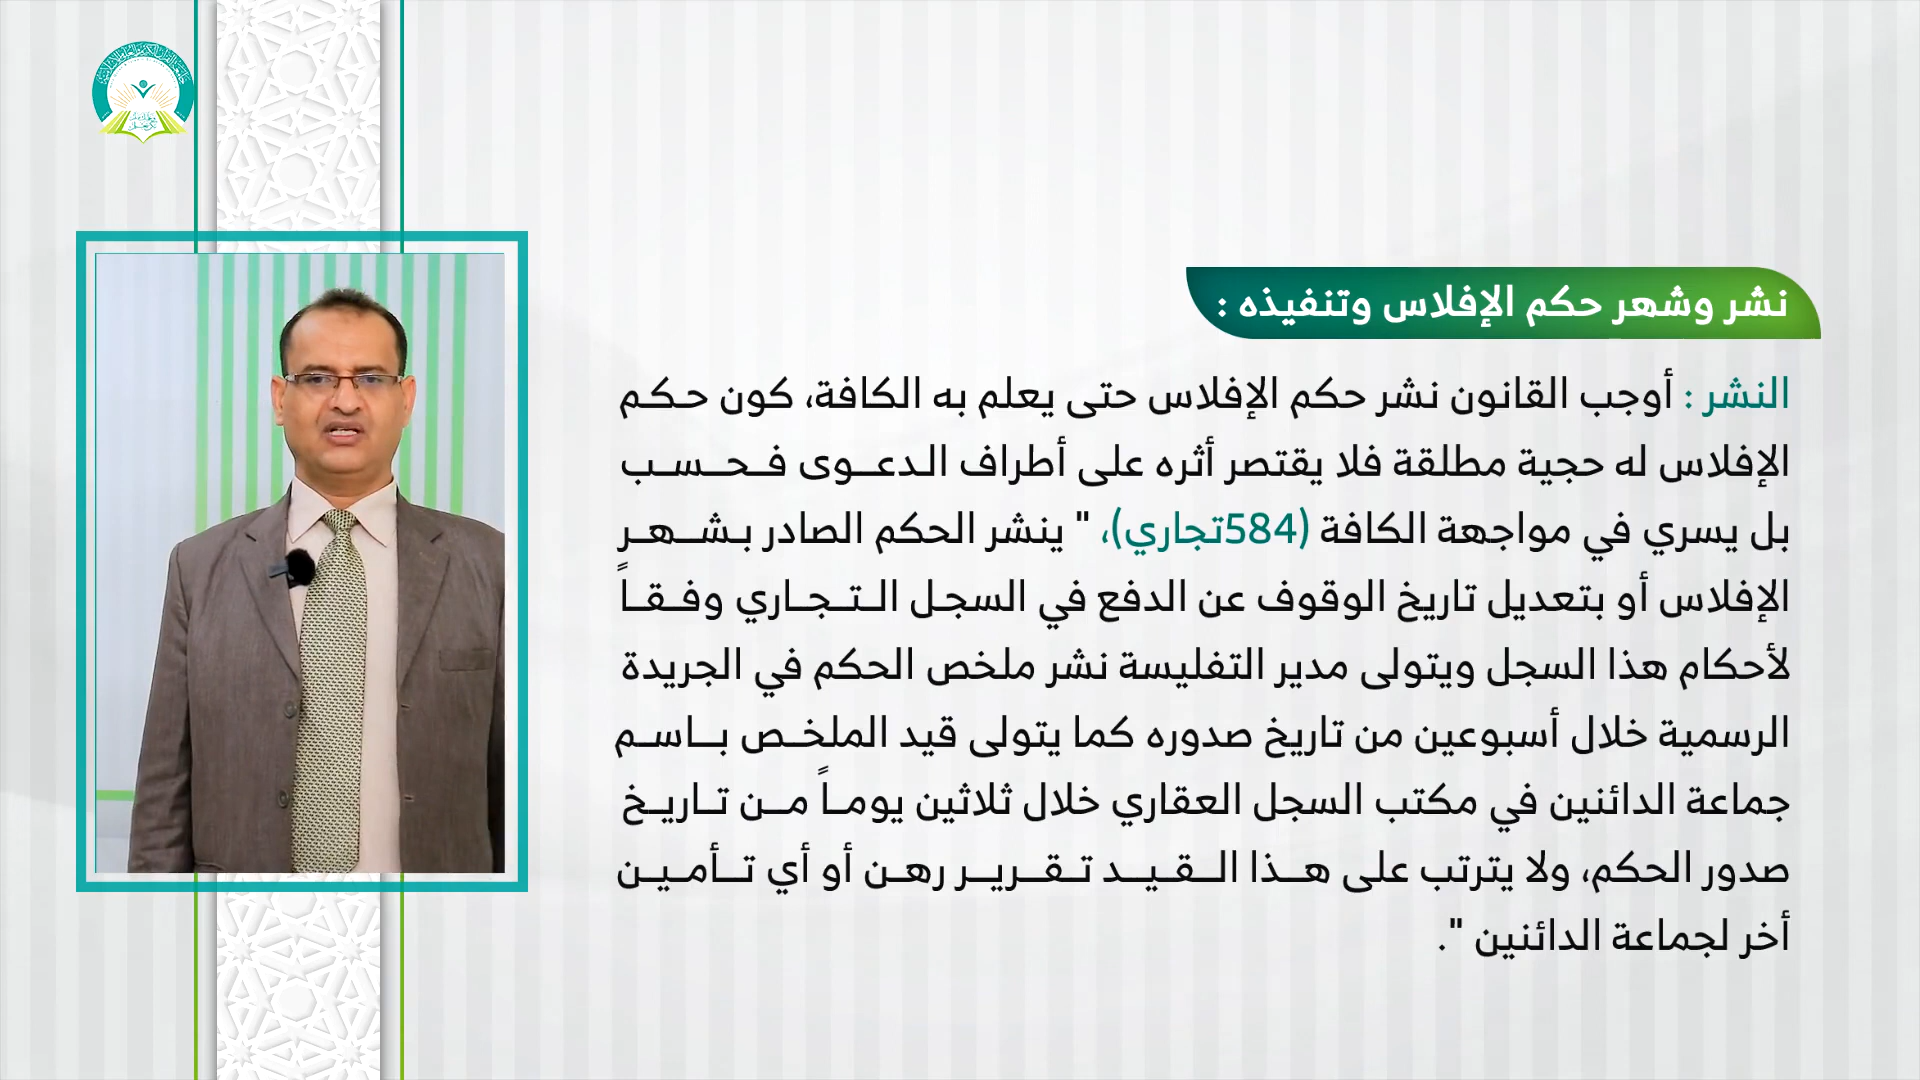 جامعة القرآن الكريم والعلوم الإسلامية
نشر وشهر حكم الإفلاس وتنفيذه :
النشر : أوجب القانون نشر حكم الإفلاس حتى يعلم به الكافة، كون حكم
الإفلاس له حجية مطلقة فلا يقتصر أثره على أطراف الدعوى فحسب
بل يسري في مواجهة الكافة (584تجاري)، " ينشر الحكم الصادر بشهر
الإفلاس أو بتعديل تاريخ الوقوف عن الدفع في السجل التجاري وفقاً
لأحكام هذا السجل ويتولى مدير التفليسة نشر ملخص الحكم في الجريدة
الرسمية خلال أسبوعين من تاريخ صدوره كما يتولى قيد الملخص باسم
جماعة الدائنين في مكتب السجل العقاري خلال ثلاثين يوماً من تاريخ
صدور الحكم، ولا يترتب على هذا القيد تقرير رهن أو أي تأمين
أخر لجماعة الدائنين ".